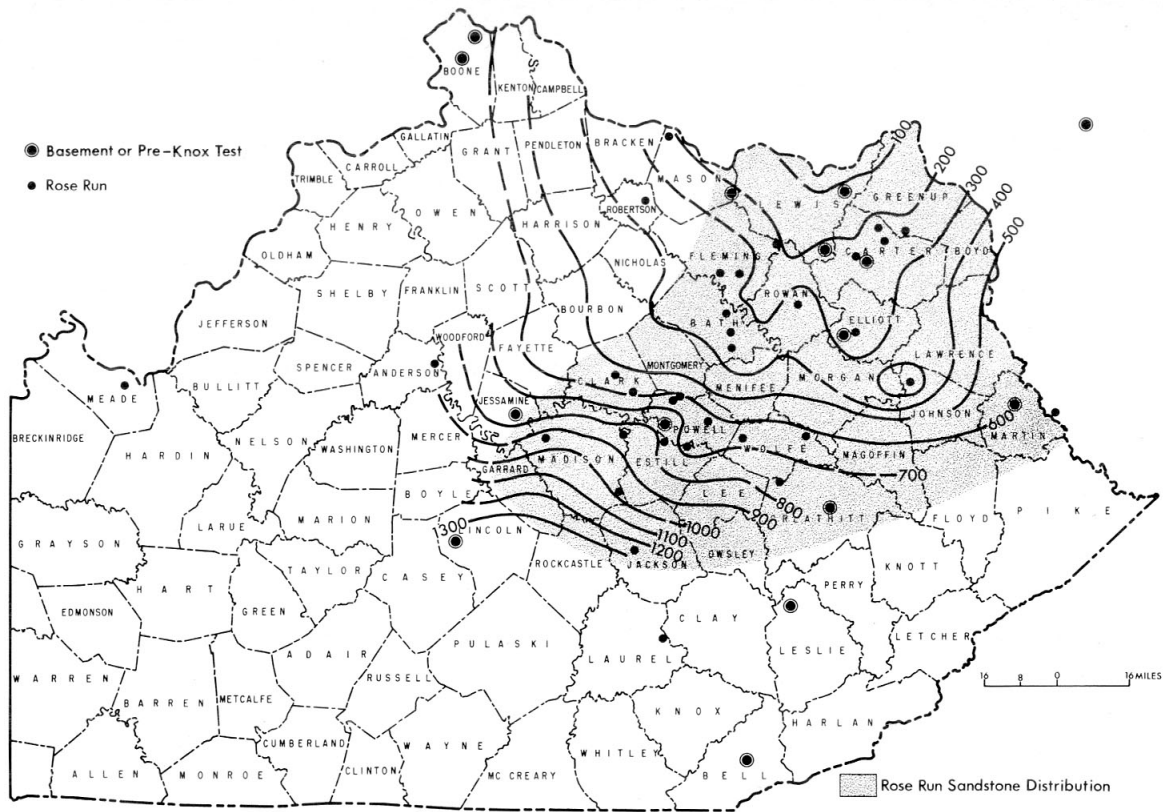 BOONE
KENTON
CAMPBELL
Basement or Pre-Knox Test
Rose Run
GALLATIN
CARROLL
TRIMBLE
GRANT
PENDLETON
BRACKEN
MASON
100
200
300
400
500
LEWIS
GREENUP
OWEN
ROBERTSON
HENRY
HARRISON
OLDHAM
NICHOLAS
FLEMING
CARTER
BOYD
SHELBY
FRANKLIN
SCOTT
ROWAN
BOURBON
ELLIOTT
JEFFERSON
BATH
WOODFORD
FAYETTE
LAWRENCE
SPENCER
ANDERSON
MONTGOMERY
BULLITT
CLARK
MENIFEE
MORGAN
MEADE
JESSAMINE
JOHNSON
600
POWELL
MARTIN
BRECKINRIDGE
NELSON
WASHINGTON
MERCER
MADISON
ESTILL
WOLFE
MAGOFFIN
HARDIN
GARRARD
700
BOYLE
LEE
800
900
BREATHITT
FLOYD
PIKE
LARUE
MARION
1300
LINCOLN
1000
1100
1200
OWSLEY
GRAYSON
ROCKCASTLE
JACKSON
KNOTT
TAYLOR
CASEY
PERRY
HART
EDMONSON
GREEN
CLAY
LETCHER
PULASKI
LESLIE
ADAIR
LAUREL
WARREN
RUSSELL
16 8 0 16 MILES
BARREN
METCALFE
KNOX
HARLAN
CUMBERLAND
WAYNE
WHITLEY
ALLEN
MONROE
CLINTON
MC CREARY
BELL
Rose Run Sandstone Distribution